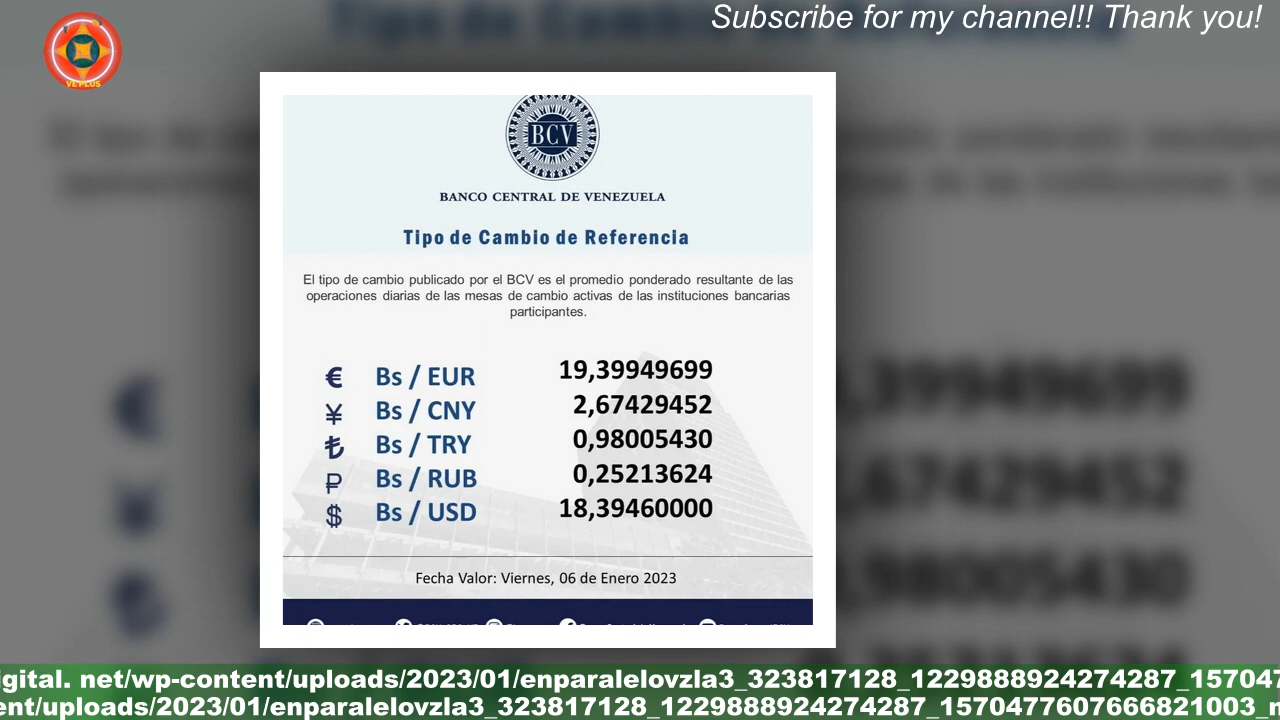 Subscribe for my channel!! Thank you!
VE PLUS
BCV
BANCO CENTRAL DE VENEZUELA
Tipo de Cambio de Referencia
El tipo de cambio publicado por el BCV es el promedio ponderado resultante de las
operaciones diarias de las mesas de cambio activas de las instituciones bancarias
participantes.
€ Bs / EUR 19,39949699
¥ Bs / CNY 2,67429452
₺ Bs / TRY 0,98005430
₽ Bs / RUB 0,25213624
$ Bs / USD 18,39460000
Fecha Valor: Viernes, 06 de Enero 2023
igital. net/wp-content/uploads/2023/01/enparalelovzla3_323817128_1229888924274287_157047
ent/uploads/2023/01/enparalelovzla3_323817128_1229888924274287_1570477607666821003_n